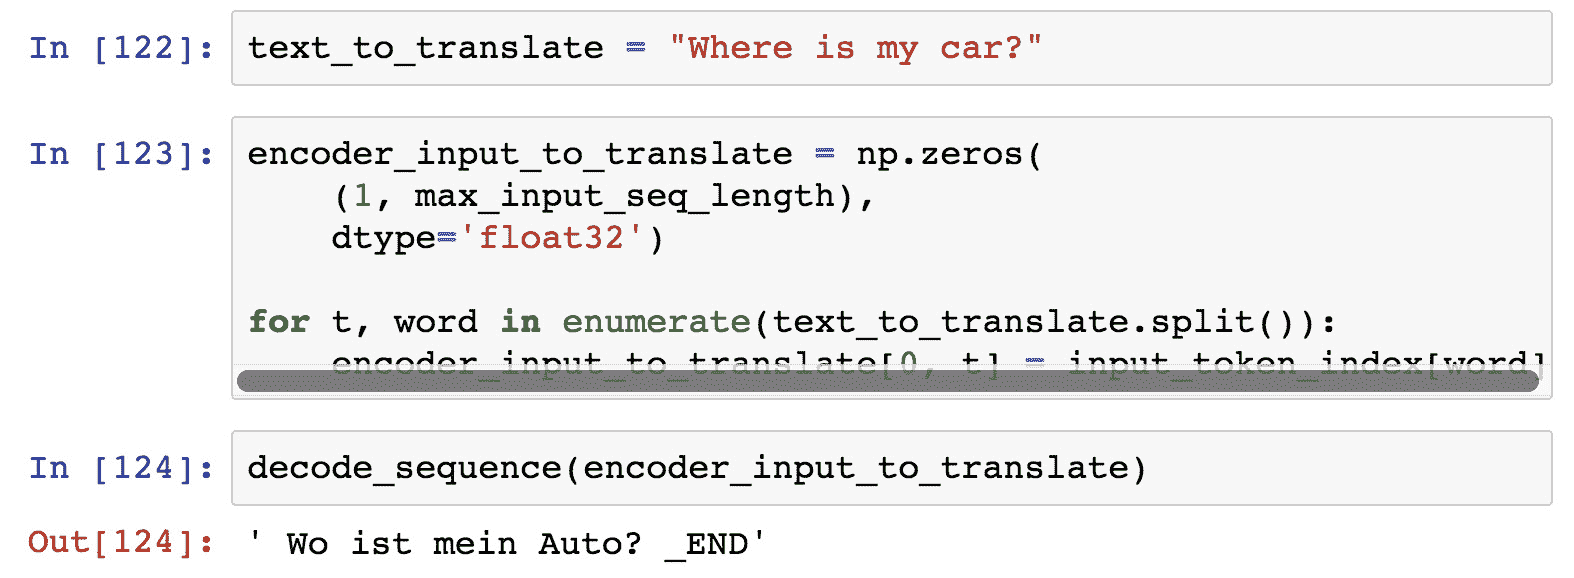 In [122]: text_to_translate = "Where is my car?"
In [123]: encoder_input_to_translate = np.zeros(
(1, max_input_seq_length),
dtype='float32')
for t, word in enumerate(text_to_translate.split()):
encoder_input_to_translate[0, t] = input_token_index[word]
In [124]: decode_sequence(encoder_input_to_translate)
Out[124]: ' Wo ist mein Auto? _END'